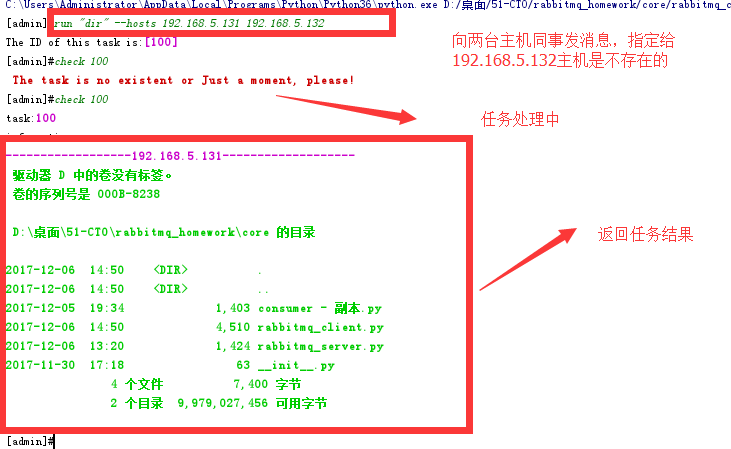 C:\Users\Administrator\AppData\Local\Programs\Python\Python36\python.exe D:/桌面/51-CTO/rabbitmq_homework/core/rabbitmq_c
[admin]#run "dir" --hosts 192.168.5.131 192.168.5.132
The ID of this task is:[100]
向两台主机同事发消息，指定给
192.168.5.132主机是不存在的
[admin]#check 100
The task is no existent or Just a moment, please!
[admin]#check 100
task:100
任务处理中
------------------192.168.5.131-------------------
驱动器 D 中的卷没有标签。
卷的序列号是 000B-8238
D:\桌面\51-CTO\rabbitmq_homework\core 的目录
返回任务结果
2017-12-06 14:50 <DIR> .
2017-12-06 14:50 <DIR> ..
2017-12-05 19:34 1,403 consumer - 副本.py
2017-12-06 14:50 4,510 rabbitmq_client.py
2017-12-06 13:20 1,424 rabbitmq_server.py
2017-11-30 17:18 63 __init__.py
4 个文件 7,400 字节
2 个目录 9,979,027,456 可用字节
[admin]#